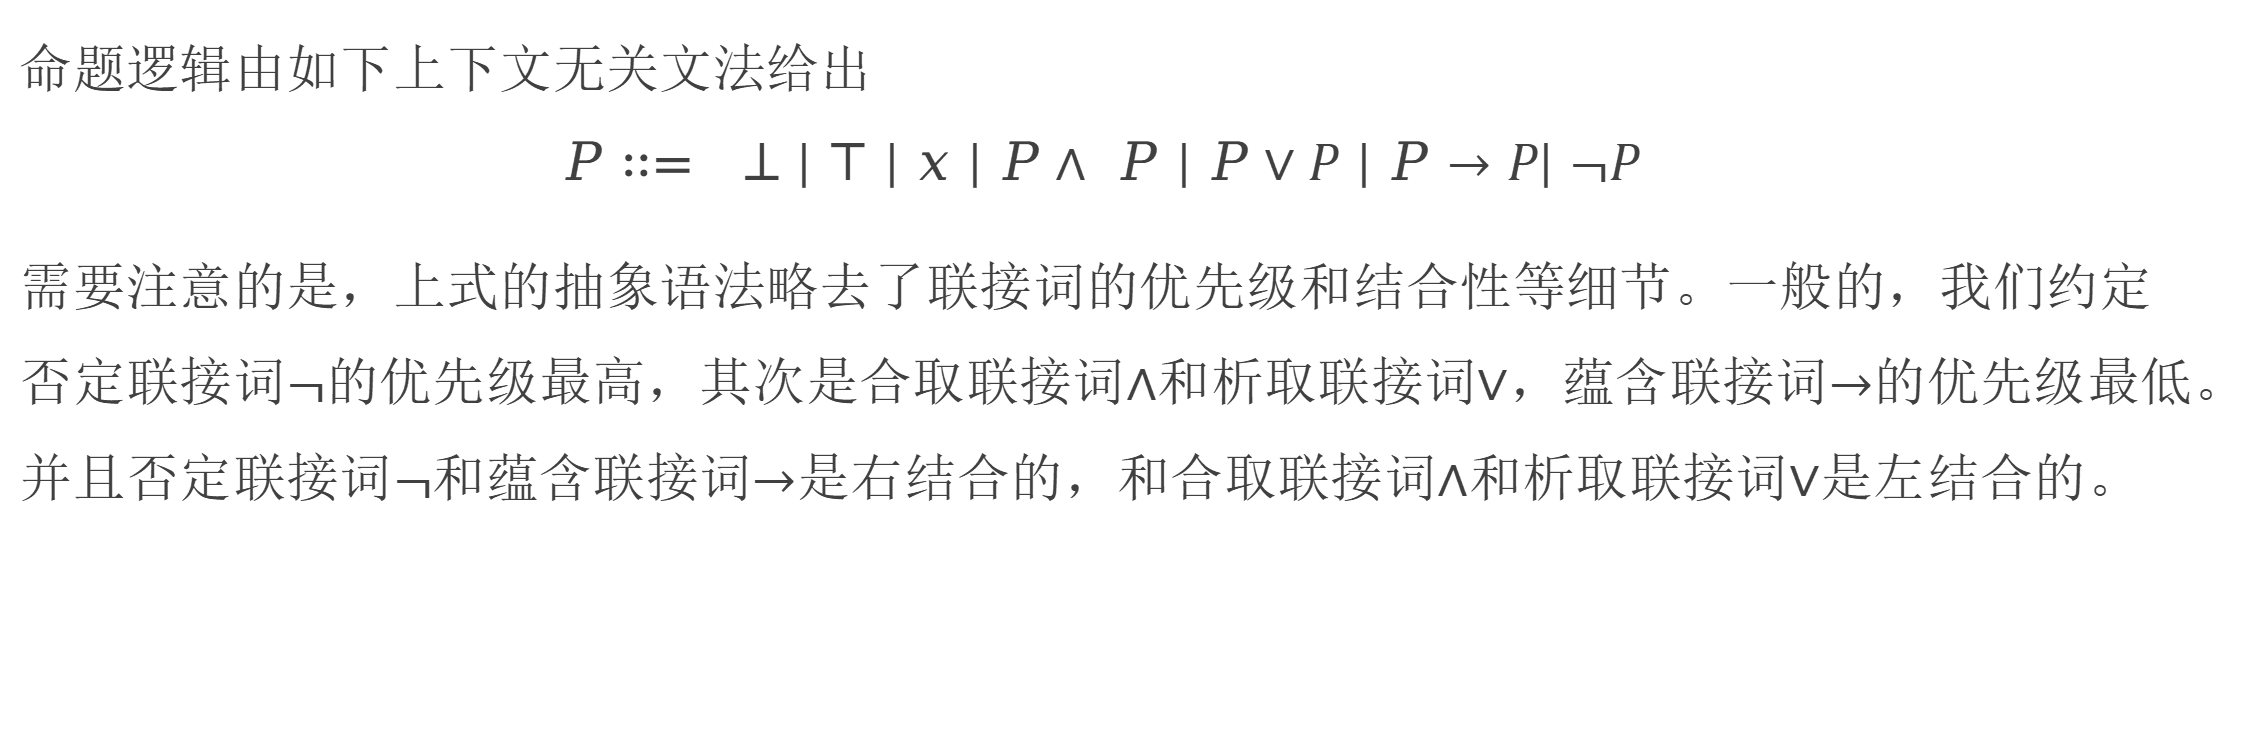 命题逻辑由如下上下文无关文法给出
P ::= ⊥ | ⊤ | x | P ∧ P | P ∨ P | P → P| ¬P
需要注意的是，上式的抽象语法略去了联接词的优先级和结合性等细节。一般的，我们约定
否定联接词¬的优先级最高，其次是合取联接词∧和析取联接词∨，蕴含联接词→的优先级最低。
并且否定联接词¬和蕴含联接词→是右结合的，和合取联接词∧和析取联接词∨是左结合的。